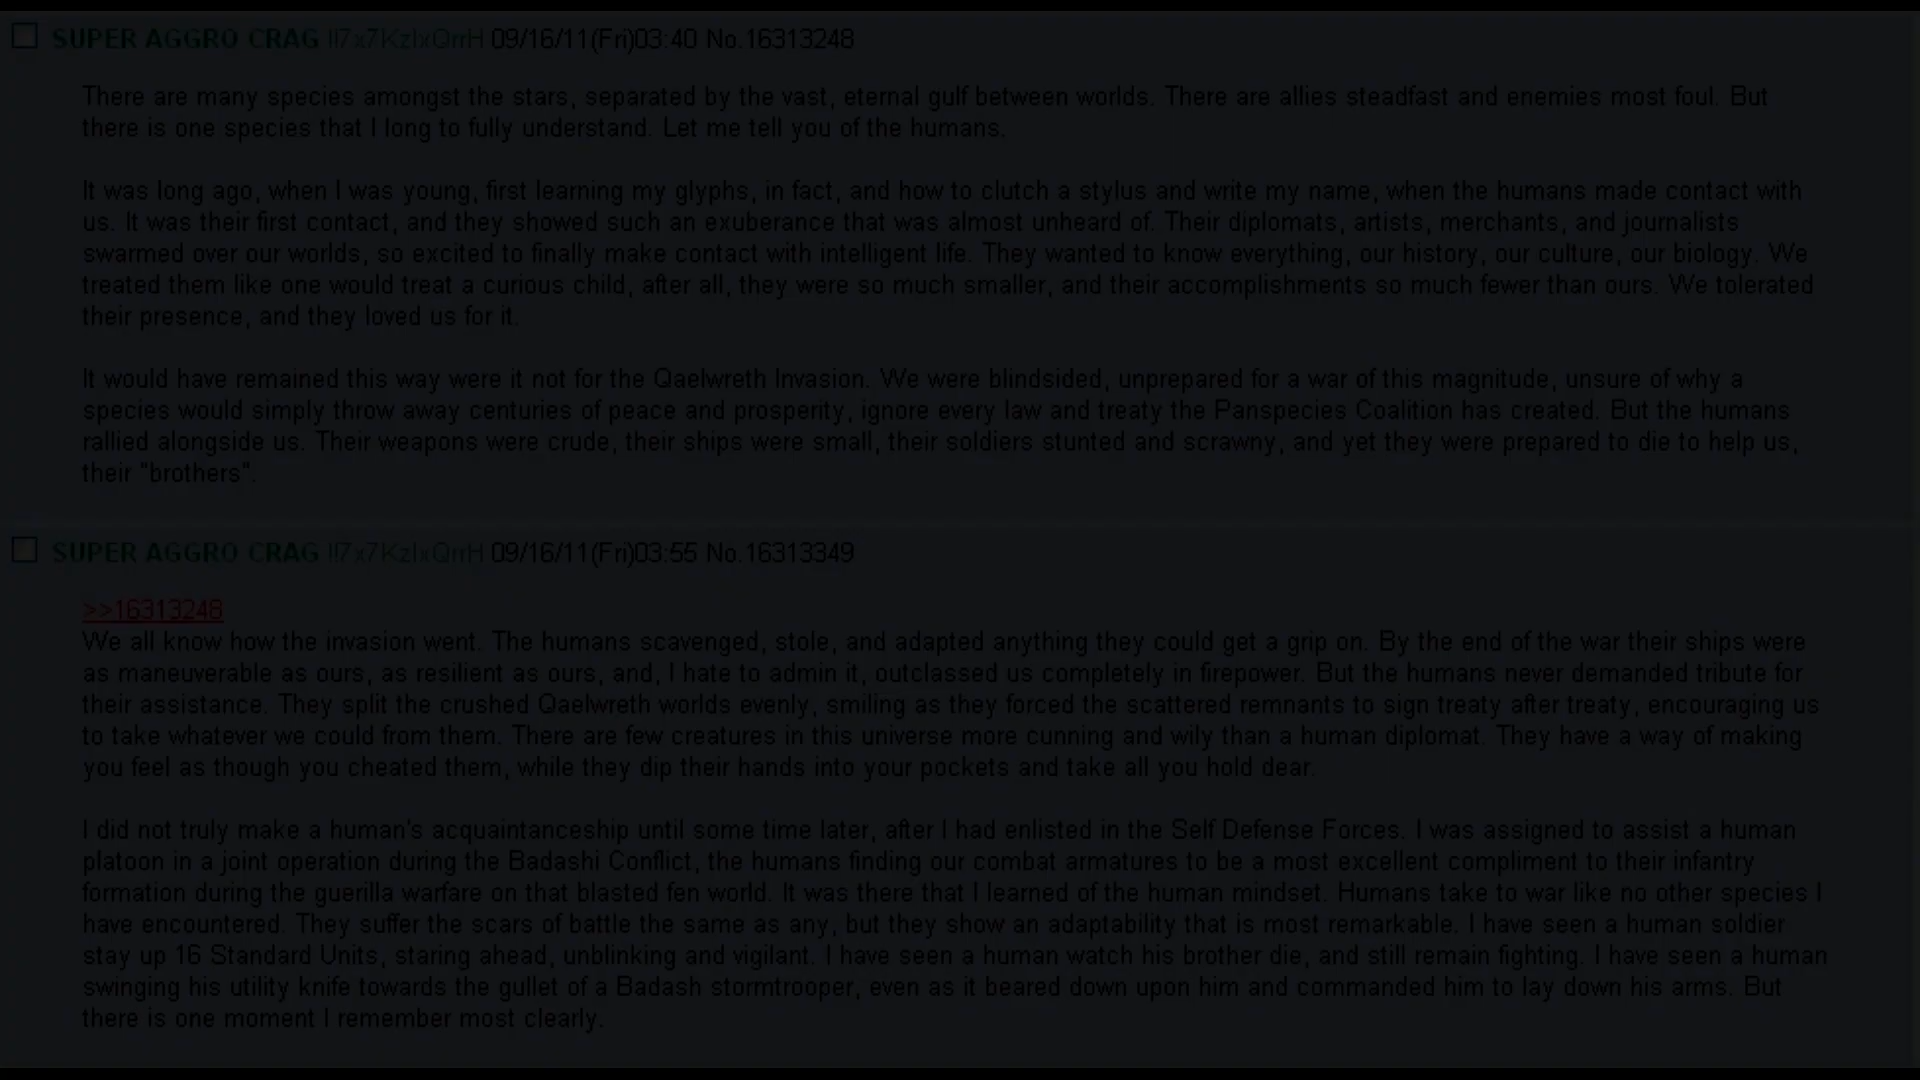 SUPER AGGRO CRAG !!7x7KzIxQrrH 09/16/11(Fri)03:40 No.16313248
There are many species amongst the stars, separated by the vast, eternal gulf between worlds. There are allies steadfast and enemies most foul. But
there is one species that I long to fully understand. Let me tell you of the humans.
It was long ago, when I was young, first learning my glyphs, in fact, and how to clutch a stylus and write my name, when the humans made contact with
us. It was their first contact, and they showed such an exuberance that was almost unheard of. Their diplomats, artists, merchants, and journalists
swarmed over our worlds, so excited to finally make contact with intelligent life. They wanted to know everything, our history, our culture, our biology. We
treated them like one would treat a curious child, after all, they were so much smaller, and their accomplishments so much fewer than ours. We tolerated
their presence, and they loved us for it.
It would have remained this way were it not for the Qaelwreth Invasion. We were blindsided, unprepared for a war of this magnitude, unsure of why a
species would simply throw away centuries of peace and prosperity, ignore every law and treaty the Panspecies Coalition has created. But the humans
rallied alongside us. Their weapons were crude, their ships were small, their soldiers stunted and scrawny, and yet they were prepared to die to help us,
their "brothers".
SUPER AGGRO CRAG !!7x7KzIxQrrH 09/16/11(Fri)03:55 No.16313349
>>16313248
We all know how the invasion went. The humans scavenged, stole, and adapted anything they could get a grip on. By the end of the war their ships were
as maneuverable as ours, as resilient as ours, and, I hate to admin it, outclassed us completely in firepower. But the humans never demanded tribute for
their assistance. They split the crushed Qaelwreth worlds evenly, smiling as they forced the scattered remnants to sign treaty after treaty, encouraging us
to take whatever we could from them. There are few creatures in this universe more cunning and wily than a human diplomat. They have a way of making
you feel as though you cheated them, while they dip their hands into your pockets and take all you hold dear.
I did not truly make a human's acquaintanceship until some time later, after I had enlisted in the Self Defense Forces. I was assigned to assist a human
platoon in a joint operation during the Badashi Conflict, the humans finding our combat armatures to be a most excellent compliment to their infantry
formation during the guerilla warfare on that blasted fen world. It was there that I learned of the human mindset. Humans take to war like no other species I
have encountered. They suffer the scars of battle the same as any, but they show an adaptability that is most remarkable. I have seen a human soldier
stay up 16 Standard Units, staring ahead, unblinking and vigilant. I have seen a human watch his brother die, and still remain fighting. I have seen a human
swinging his utility knife towards the gullet of a Badash stormtrooper, even as it beared down upon him and commanded him to lay down his arms. But
there is one moment I remember most clearly.